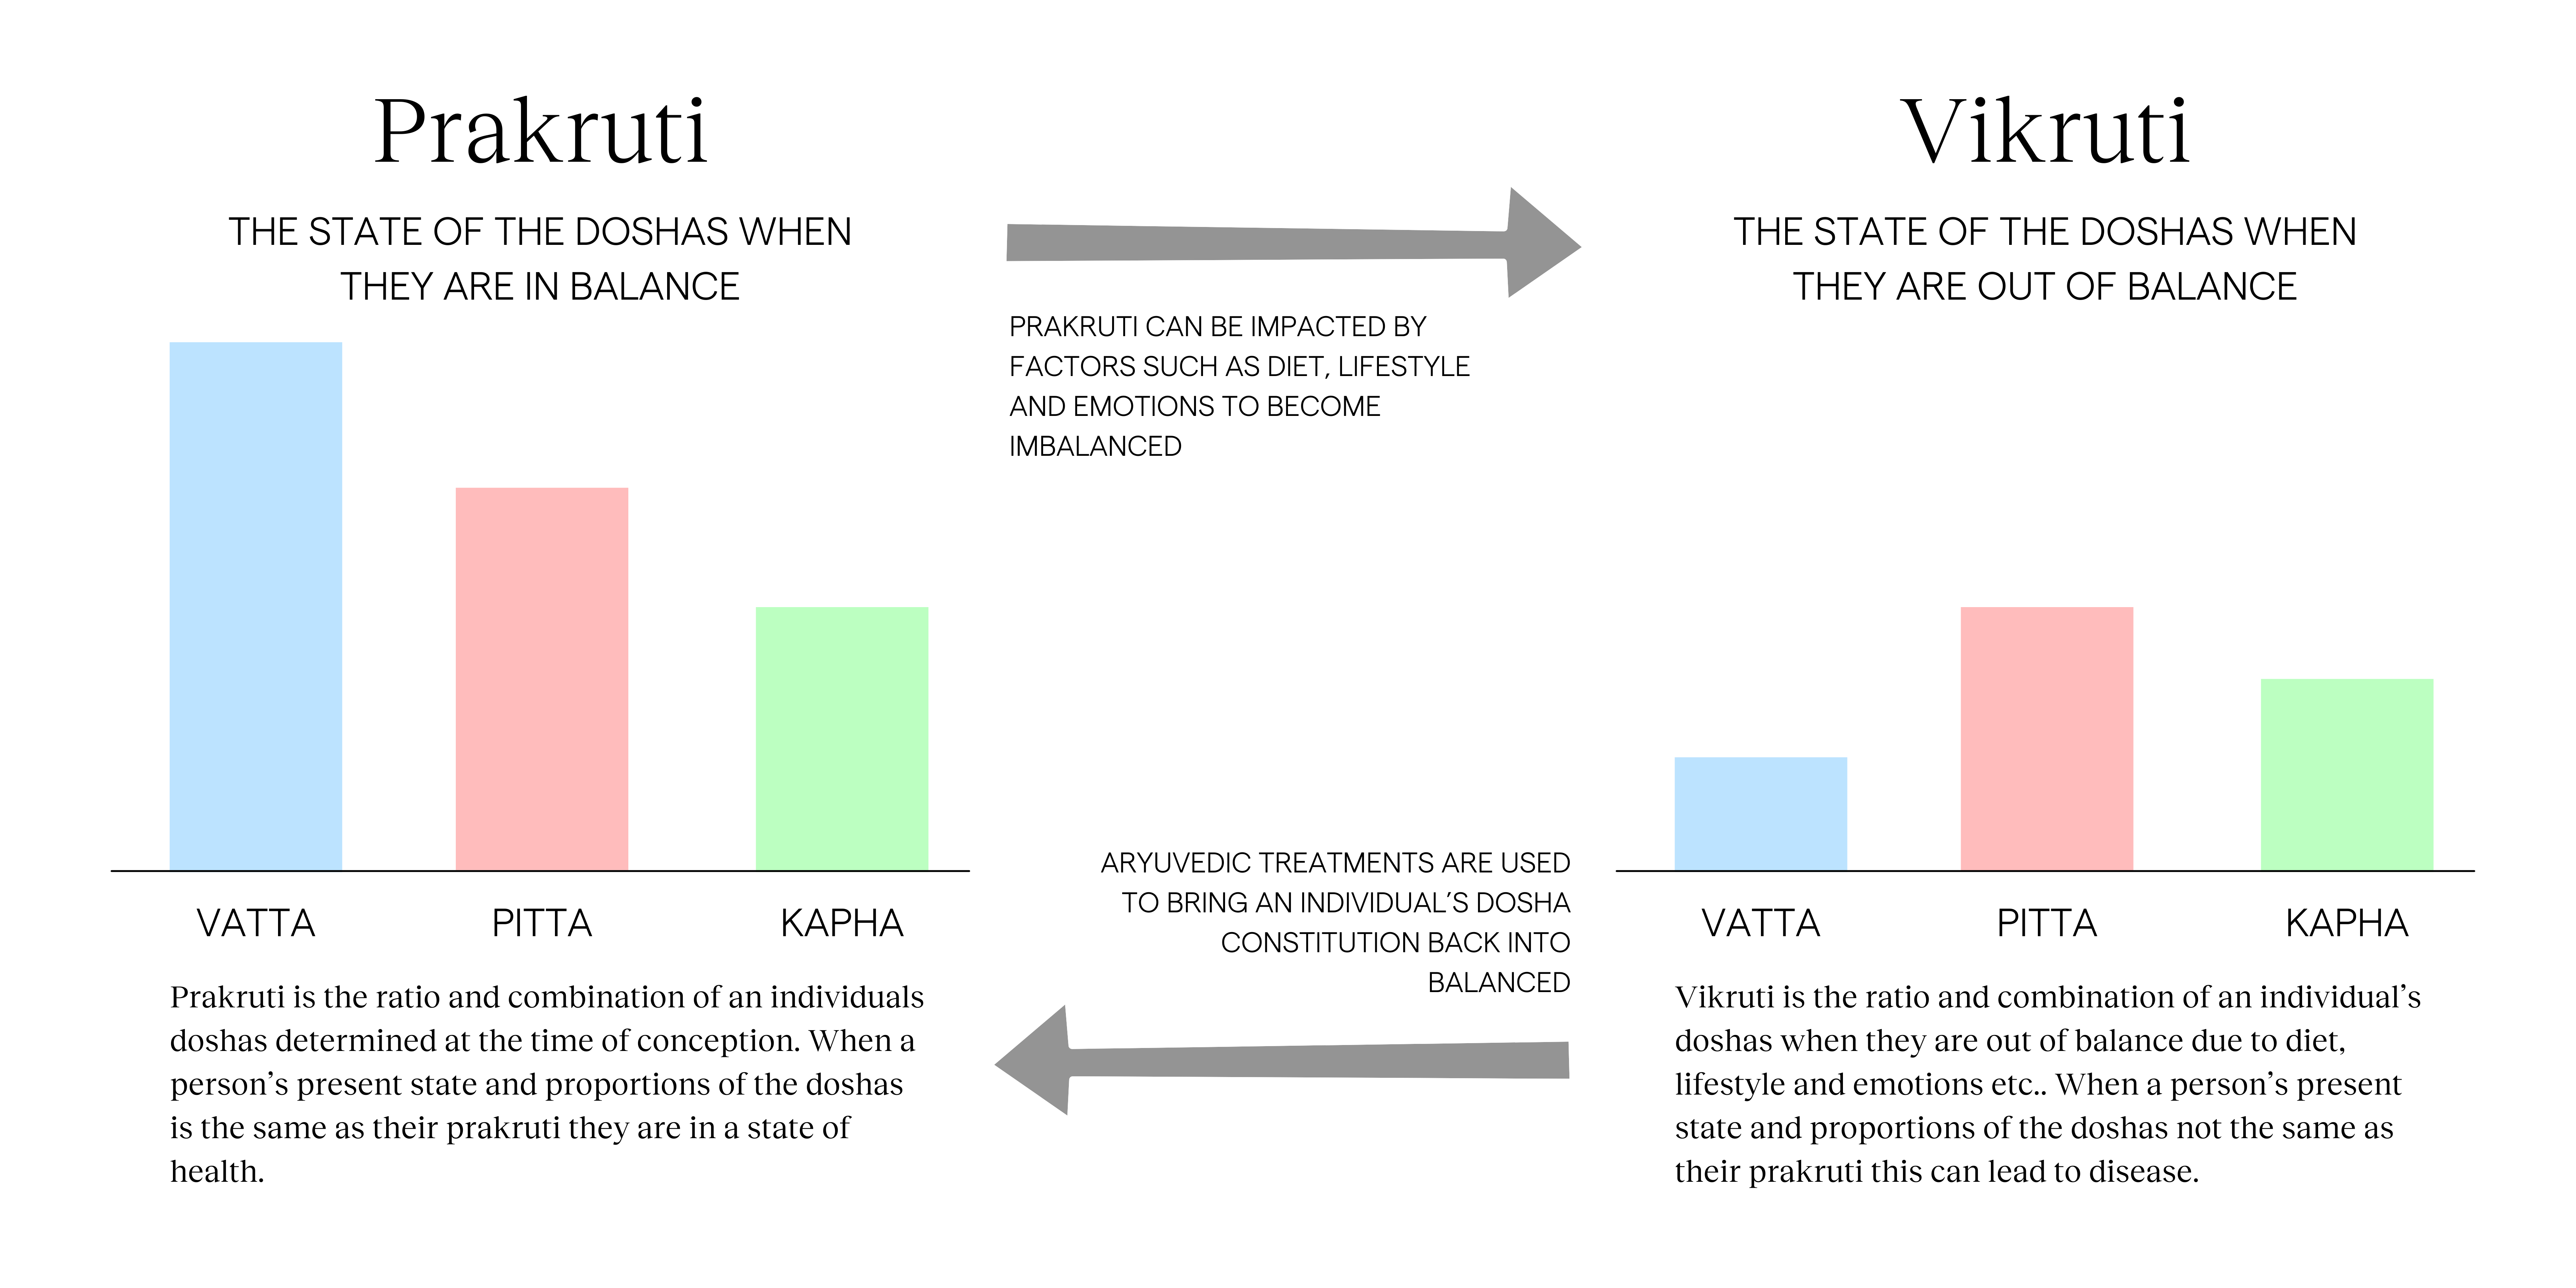 Prakruti
THE STATE OF THE DOSHAS WHEN
THEY ARE IN BALANCE
VATTA
PITTA
KAPHA
Prakruti is the ratio and combination of an individuals
doshas determined at the time of conception. When a
person’s present state and proportions of the doshas
is the same as their prakruti they are in a state of
health.
PRAKRUTI CAN BE IMPACTED BY
FACTORS SUCH AS DIET, LIFESTYLE
AND EMOTIONS TO BECOME
IMBALANCED
ARYUVEDIC TREATMENTS ARE USED
TO BRING AN INDIVIDUAL’S DOSHA
CONSTITUTION BACK INTO
BALANCED
Vikruti
THE STATE OF THE DOSHAS WHEN
THEY ARE OUT OF BALANCE
VATTA
PITTA
KAPHA
Vikruti is the ratio and combination of an individual’s
doshas when they are out of balance due to diet,
lifestyle and emotions etc.. When a person’s present
state and proportions of the doshas not the same as
their prakruti this can lead to disease.